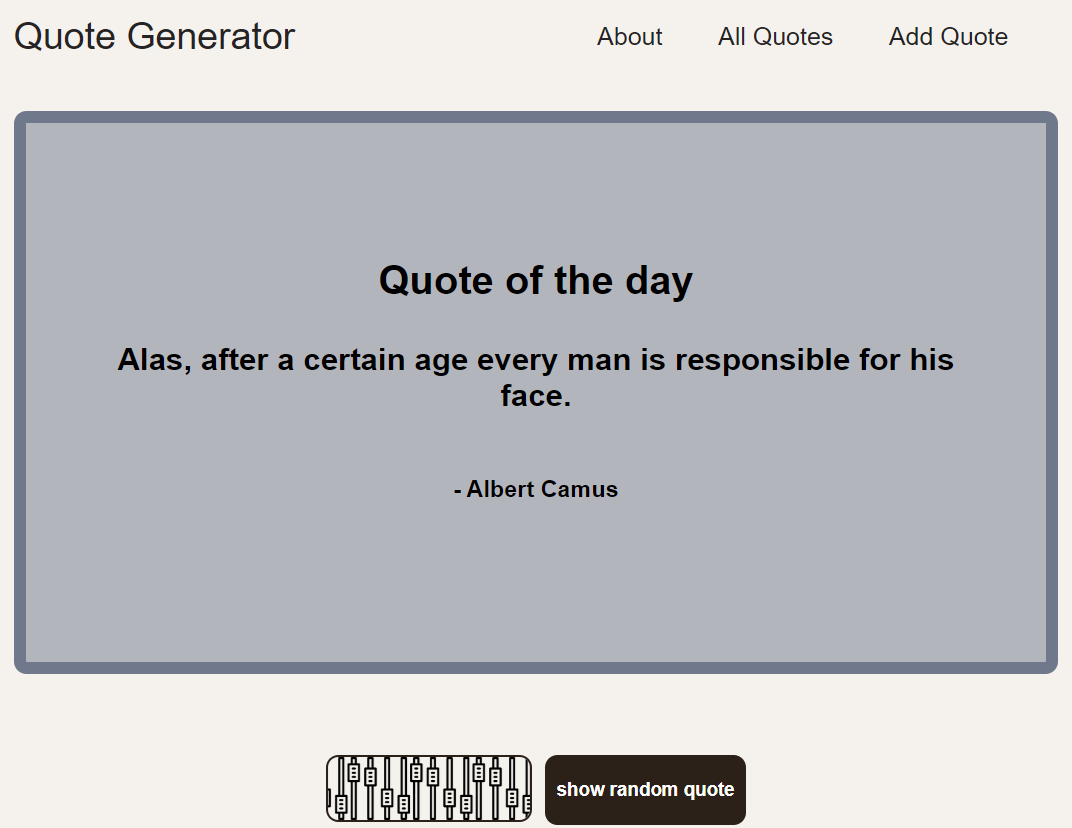 Quote Generator
About
All Quotes
Add Quote
Quote of the day
Alas, after a certain age every man is responsible for his
face.
- Albert Camus
show random quote